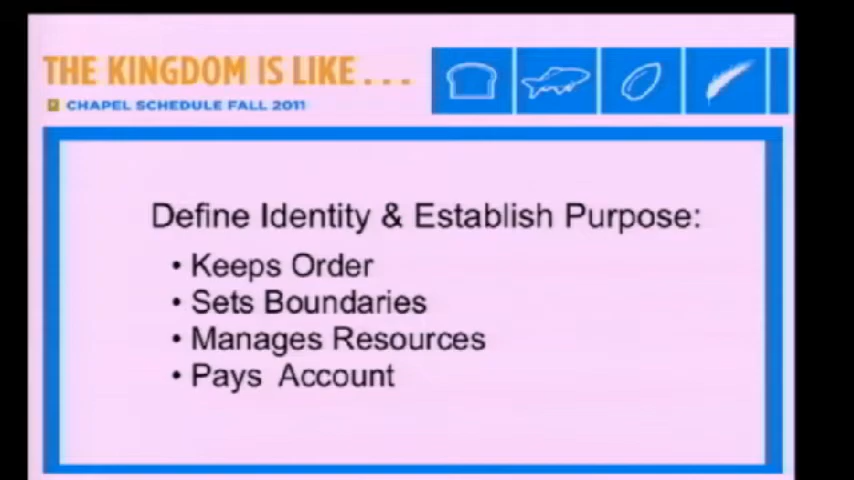 THE KINGDOM IS LIKE . . .
CHAPEL SCHEDULE FALL 2011
Define Identity & Establish Purpose:
• Keeps Order
• Sets Boundaries
• Manages Resources
• Pays Account